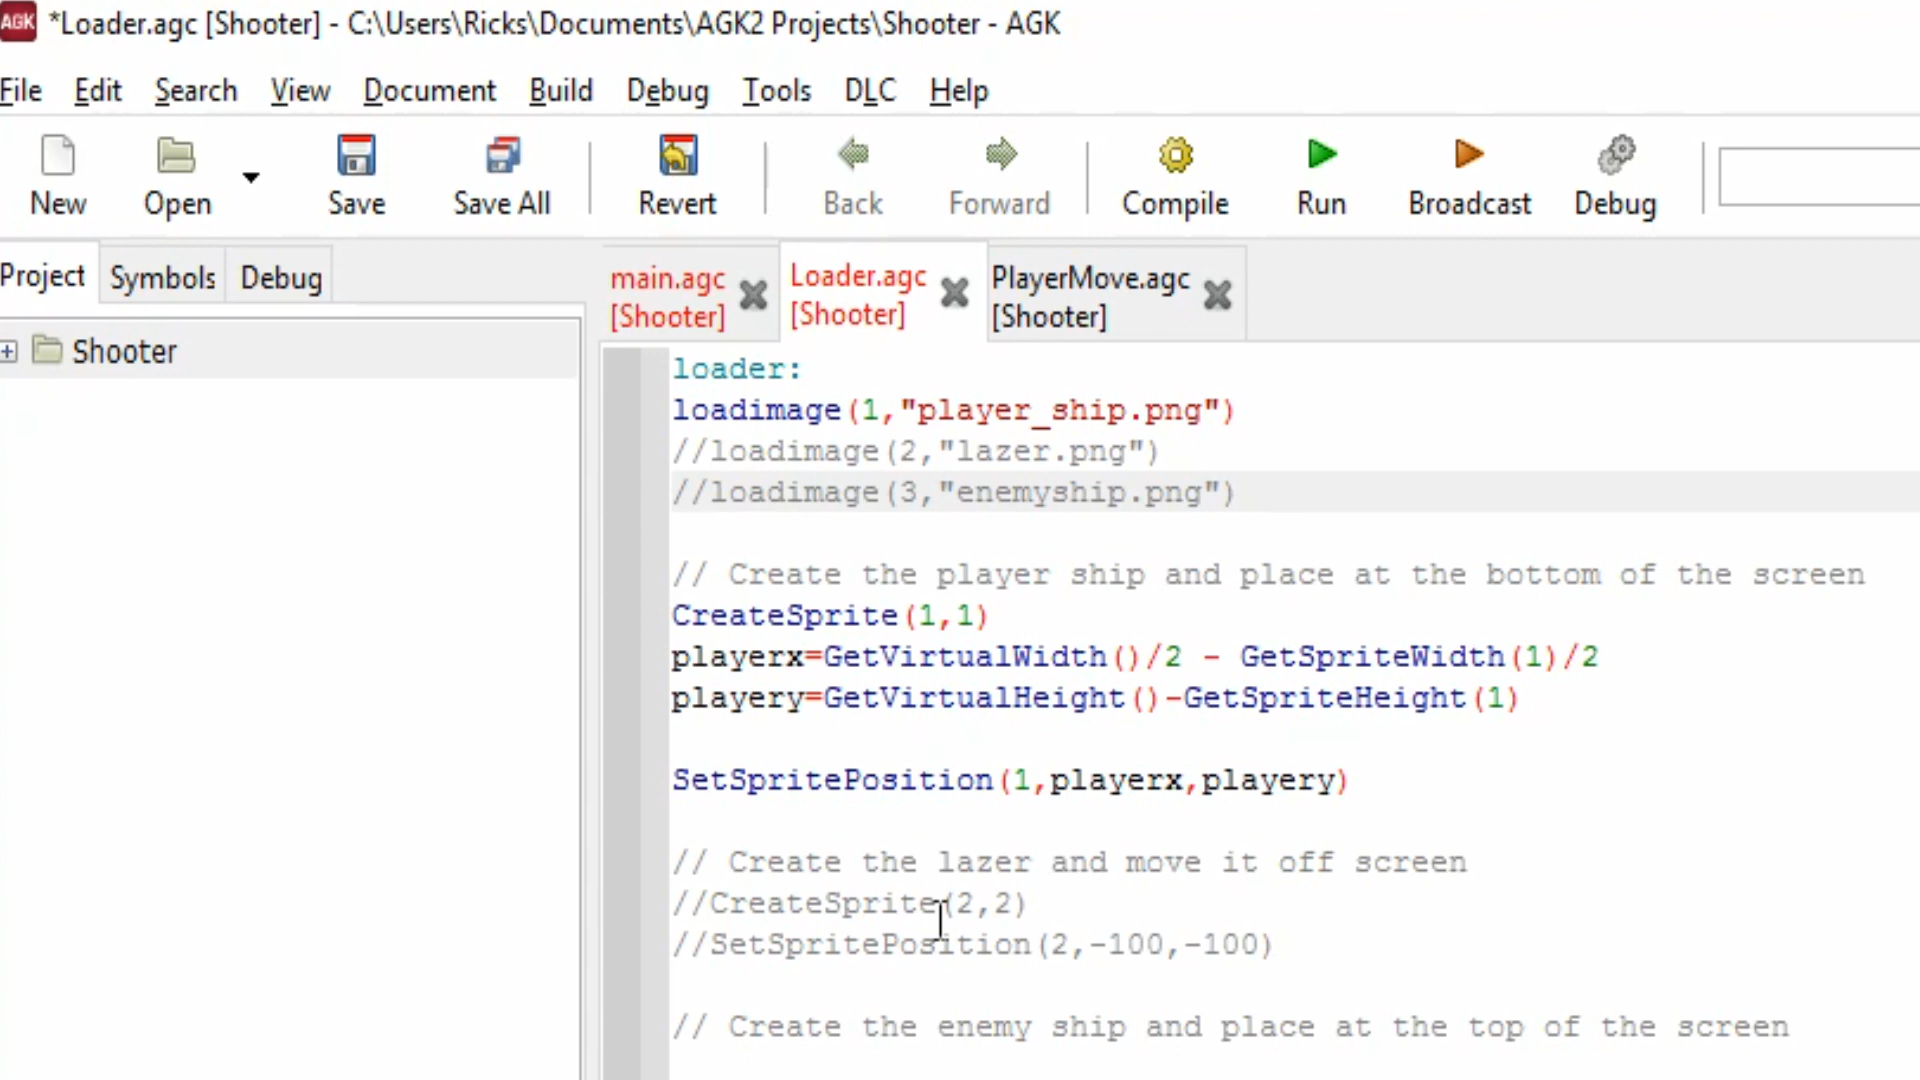 AGK *Loader.agc [Shooter] - C:\Users\Ricks\Documents\AGK2 Projects\Shooter - AGK
File Edit Search View Document Build Debug Tools DLC Help
New Open Save Save All Revert Back Forward Compile Run Broadcast Debug
Project Symbols Debug
main.agc [Shooter]
Loader.agc [Shooter]
PlayerMove.agc [Shooter]
Shooter
loader:
loadimage(1,"player_ship.png")
//loadimage(2,"lazer.png")
//loadimage(3,"enemyship.png")
// Create the player ship and place at the bottom of the screen
CreateSprite(1,1)
playerx=GetVirtualWidth()/2 - GetSpriteWidth(1)/2
playery=GetVirtualHeight()-GetSpriteHeight(1)
SetSpritePosition(1,playerx,playery)
// Create the lazer and move it off screen
//CreateSprite(2,2)
//SetSpritePosition(2,-100,-100)
// Create the enemy ship and place at the top of the screen